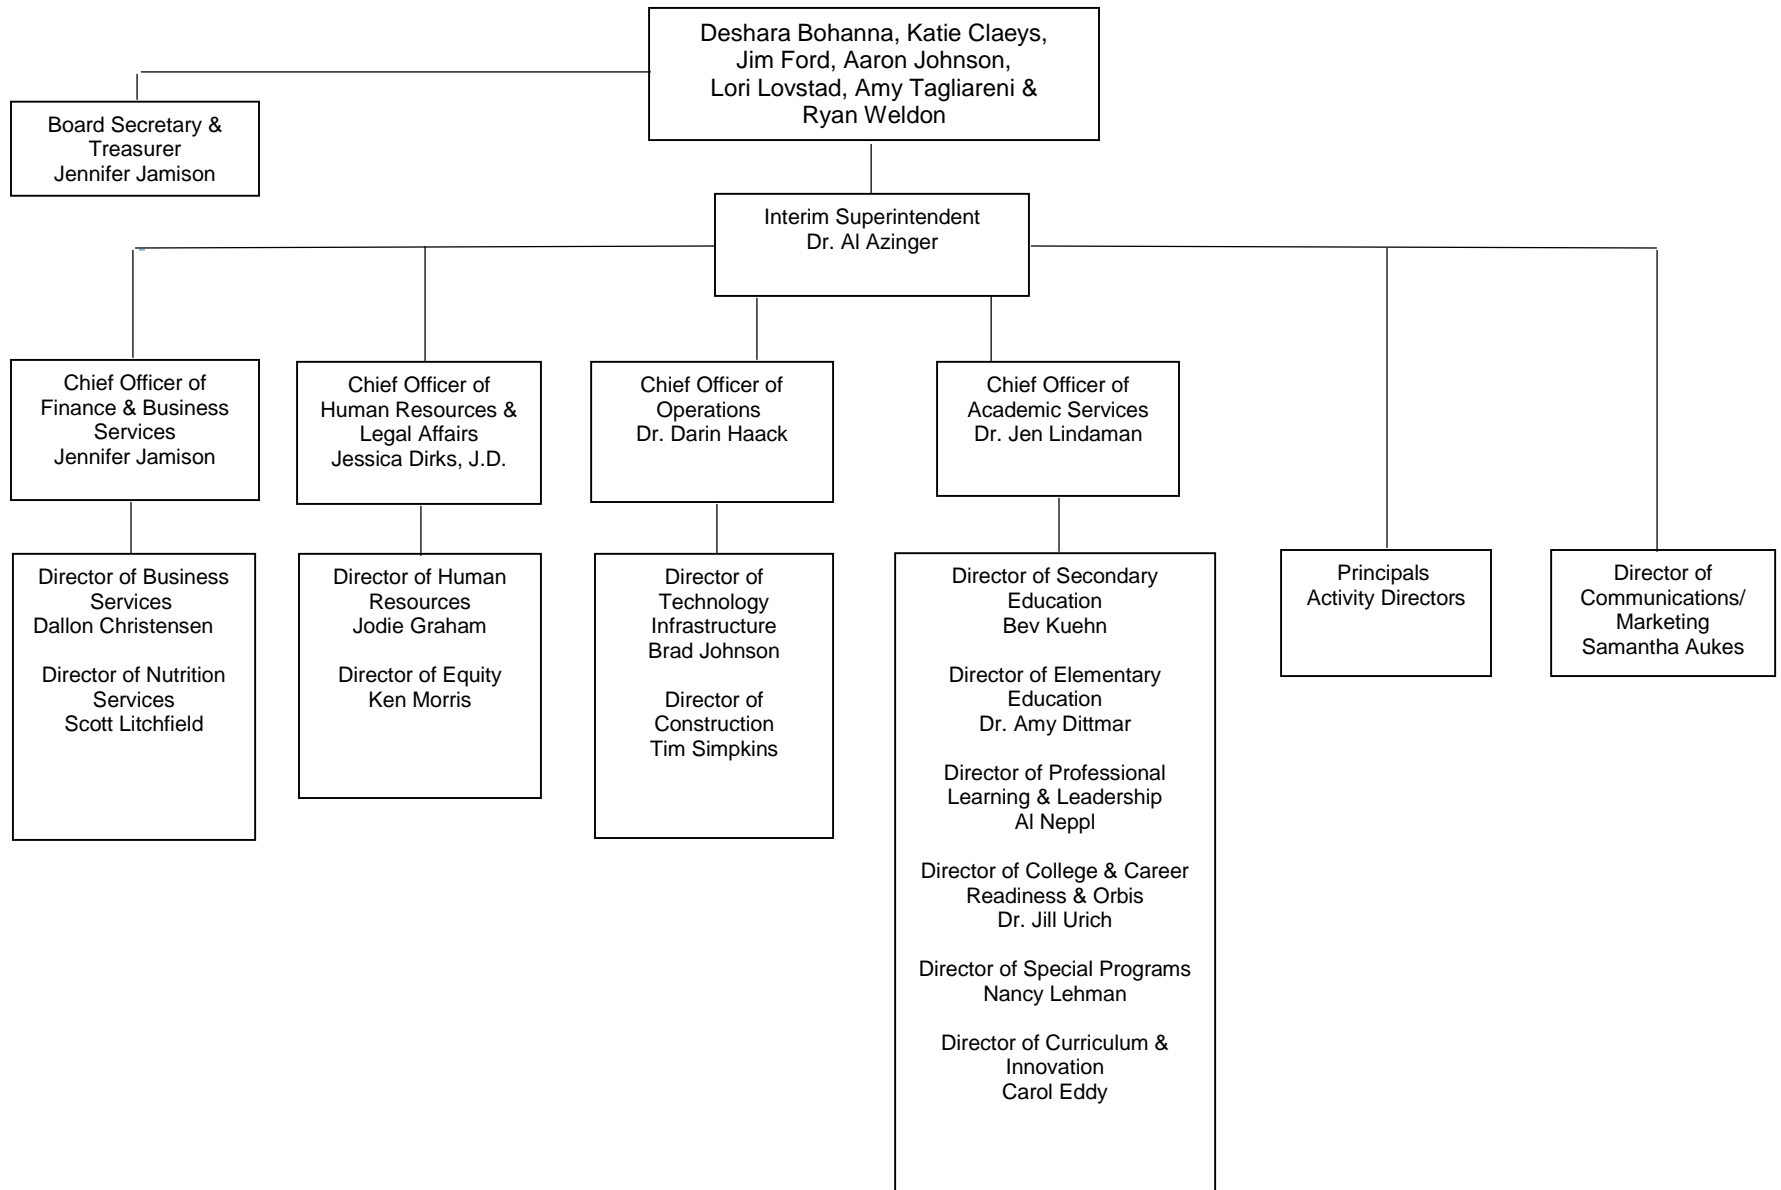 Deshara Bohanna, Katie Claeys,
Jim Ford, Aaron Johnson,
Lori Lovstad, Amy Tagliareni &
Ryan Weldon
Board Secretary &
Treasurer
Jennifer Jamison
Interim Superintendent
Dr. Al Azinger
Chief Officer of
Finance & Business
Services
Jennifer Jamison
Chief Officer of
Human Resources &
Legal Affairs
Jessica Dirks, J.D.
Chief Officer of
Operations
Dr. Darin Haack
Chief Officer of
Academic Services
Dr. Jen Lindaman
Director of Business
Services
Dallon Christensen
Director of Nutrition
Services
Scott Litchfield
Director of Human
Resources
Jodie Graham
Director of Equity
Ken Morris
Director of
Technology
Infrastructure
Brad Johnson
Director of
Construction
Tim Simpkins
Director of Secondary
Education
Bev Kuehn
Director of Elementary
Education
Dr. Amy Dittmar
Director of Professional
Learning & Leadership
Al Neppl
Director of College & Career
Readiness & Orbis
Dr. Jill Urich
Director of Special Programs
Nancy Lehman
Director of Curriculum &
Innovation
Carol Eddy
Principals
Activity Directors
Director of
Communications/
Marketing
Samantha Aukes